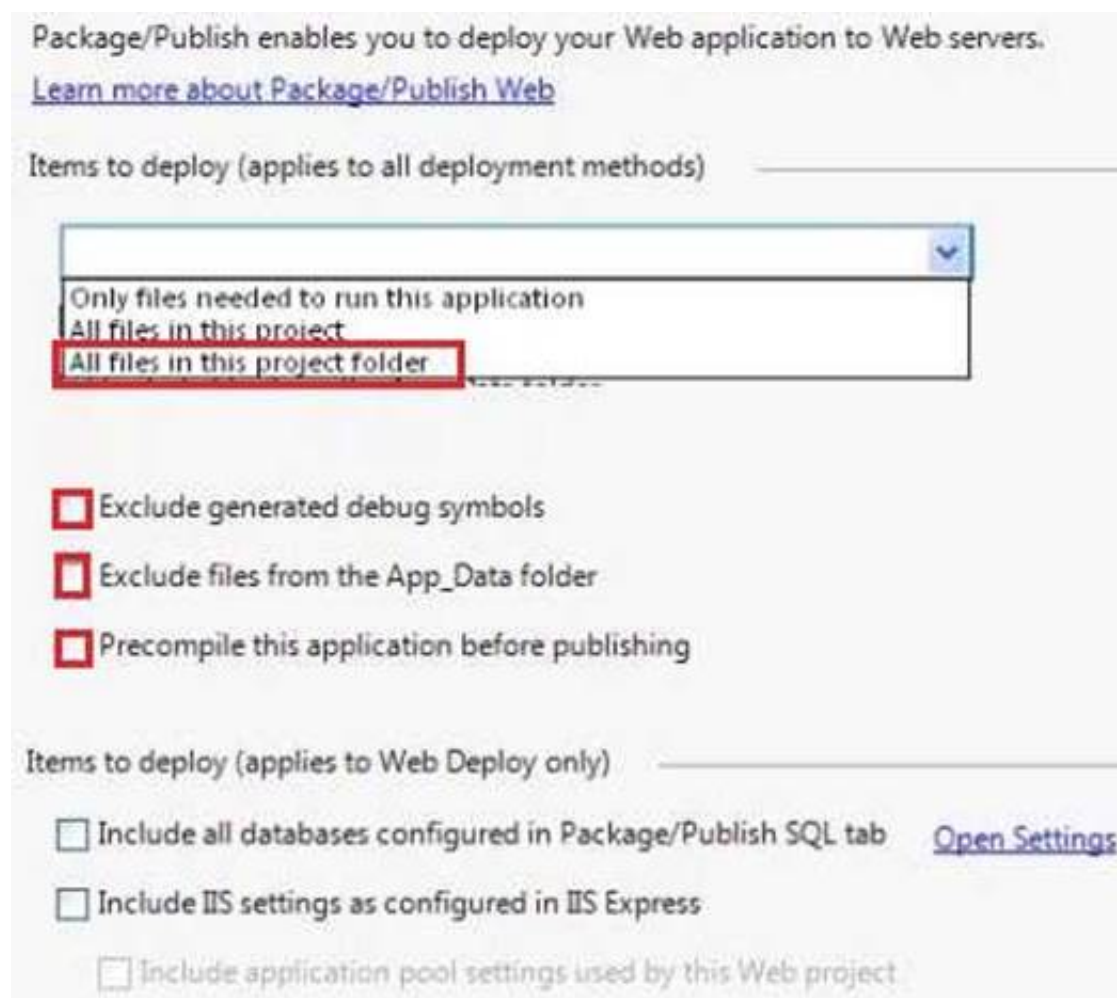 Package/Publish enables you to deploy your Web application to Web servers.
Learn more about Package/Publish Web
Items to deploy (applies to all deployment methods)
Only files needed to run this application
All files in this project
All files in this project folder
folder
Exclude generated debug symbols
Exclude files from the App_Data folder
Precompile this application before publishing
Items to deploy (applies to Web Deploy only)
Include all databases configured in Package/Publish SQL tab Open Settings
Include IIS settings as configured in IIS Express
Include application pool settings used by this Web project